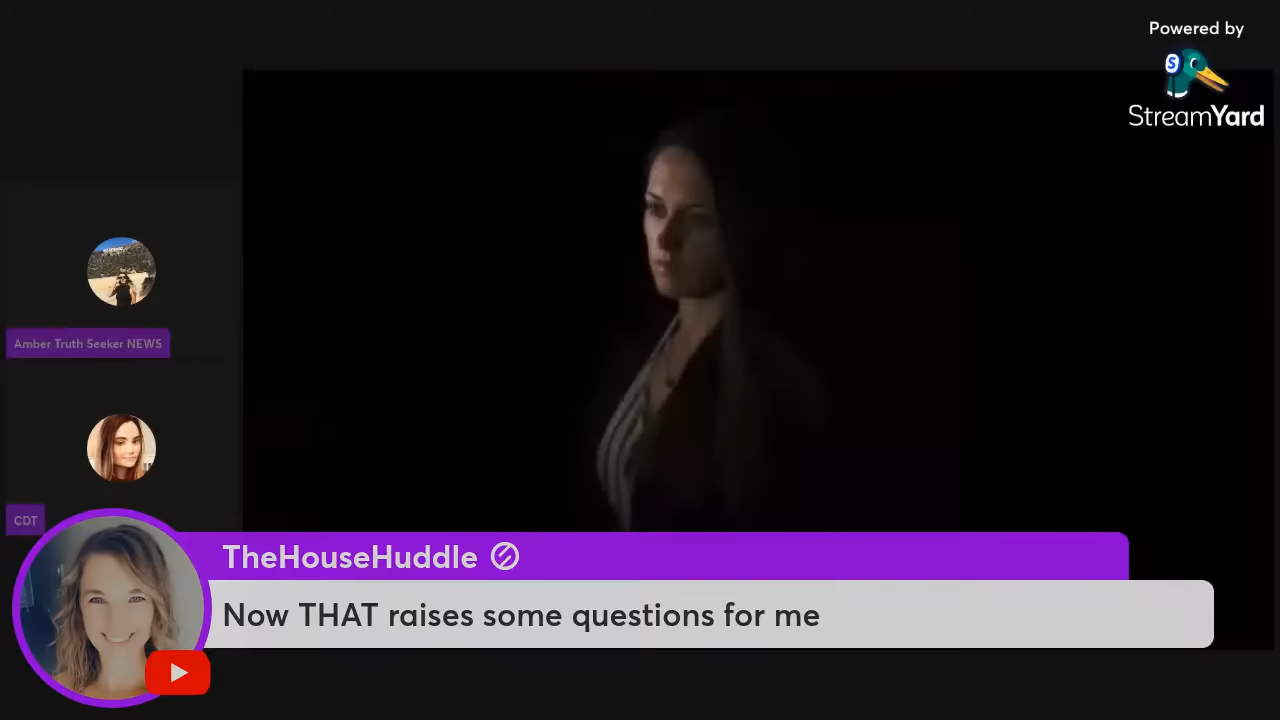 Powered by
S
StreamYard
Amber Truth Seeker NEWS
CDT
TheHouseHuddle
Now THAT raises some questions for me